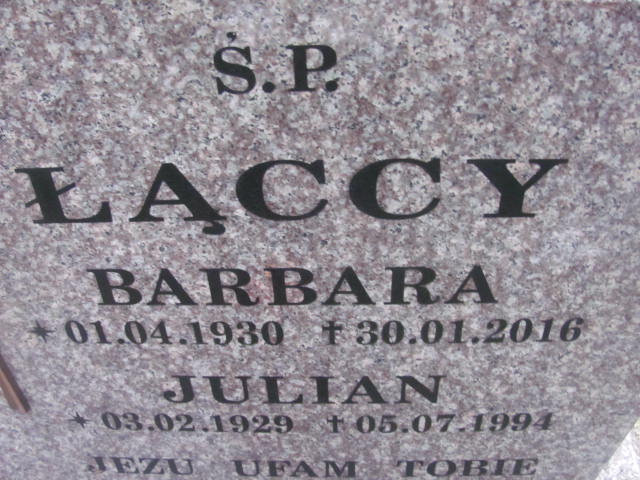 Ś.P.
ŁĄCCY
BARBARA
* 01.04.1930 † 30.01.2016
JULIAN
* 03.02.1929 † 05.07.1994
JEZU UFAM TOBIE